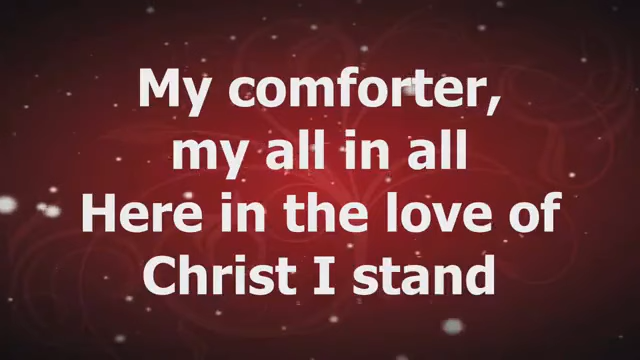 My comforter,
my all in all
Here in the love of
Christ I stand